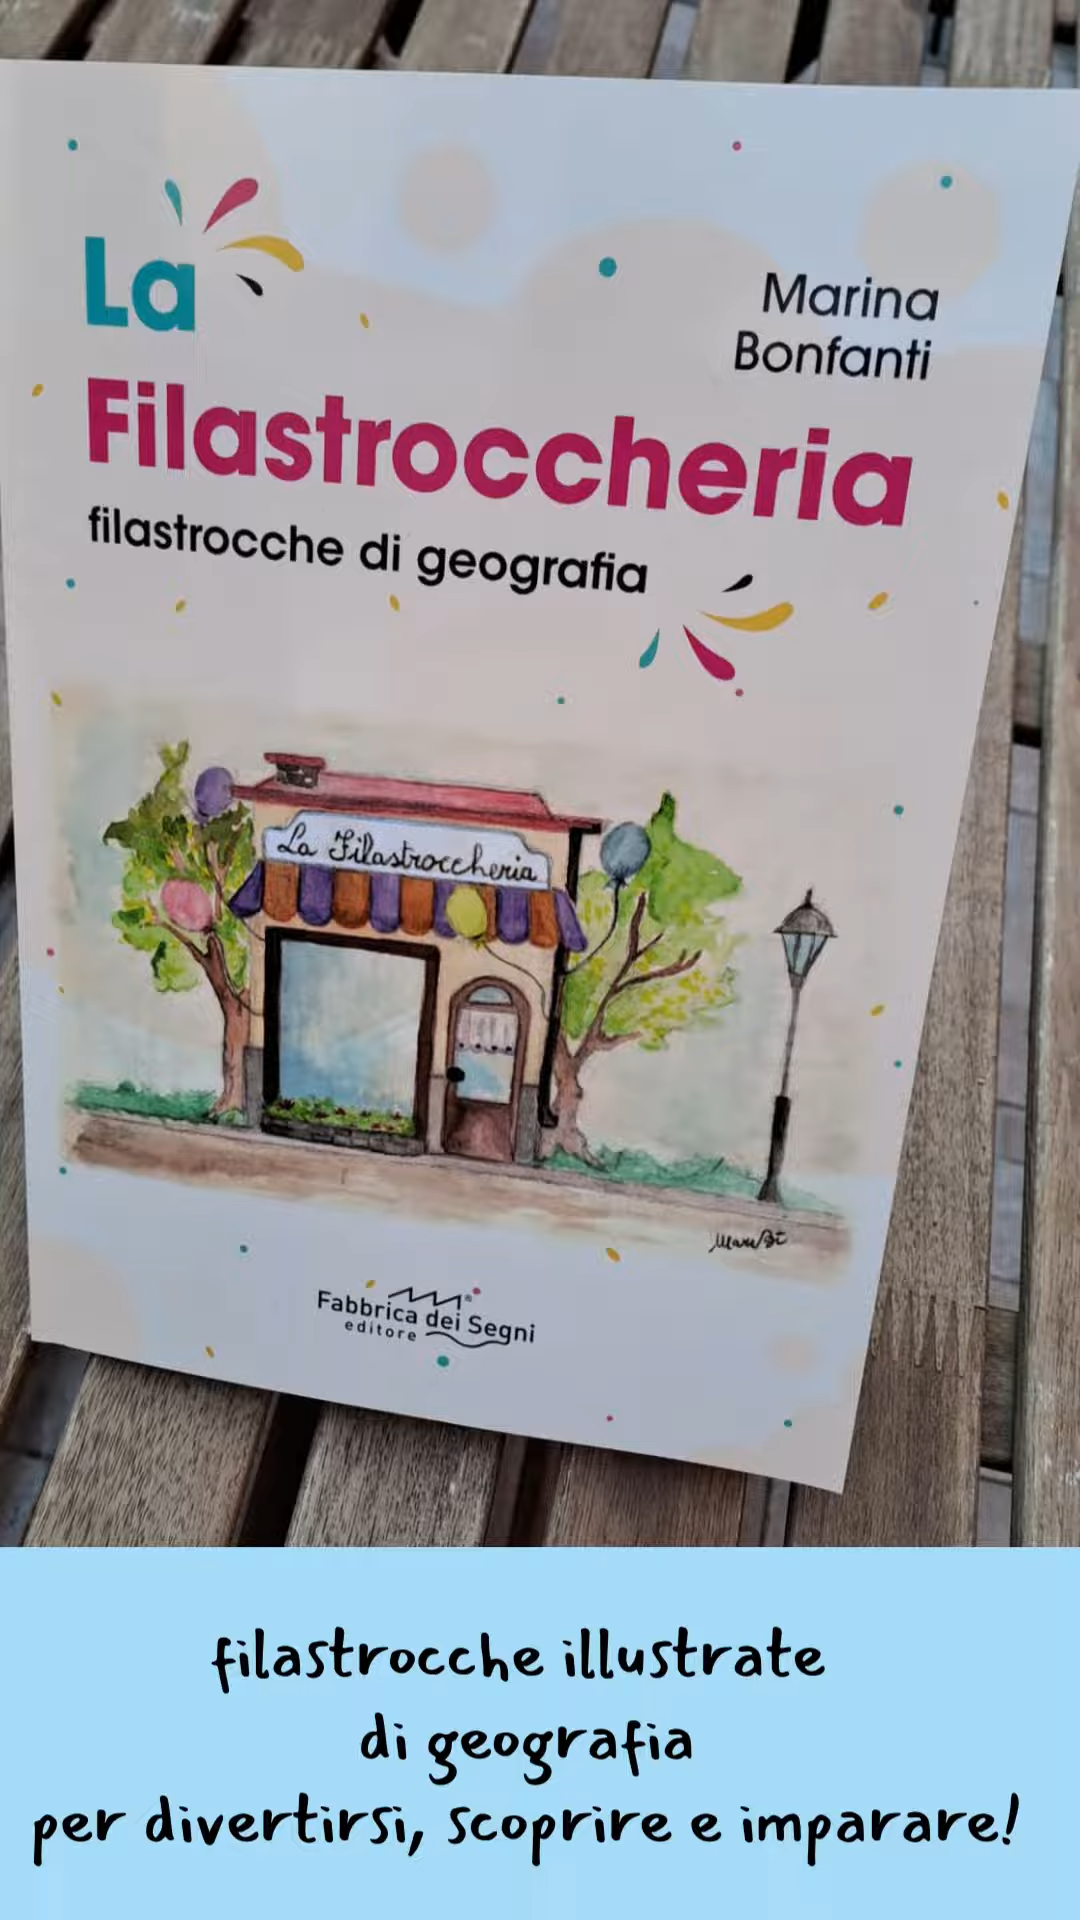 La
Marina
Bonfanti
Filastroccheria
filastrocche di geografia
La Filastroccheria
Fabbrica dei Segni
editore
filastrocche illustrate
di geografia
per divertirsi, scoprire e imparare!